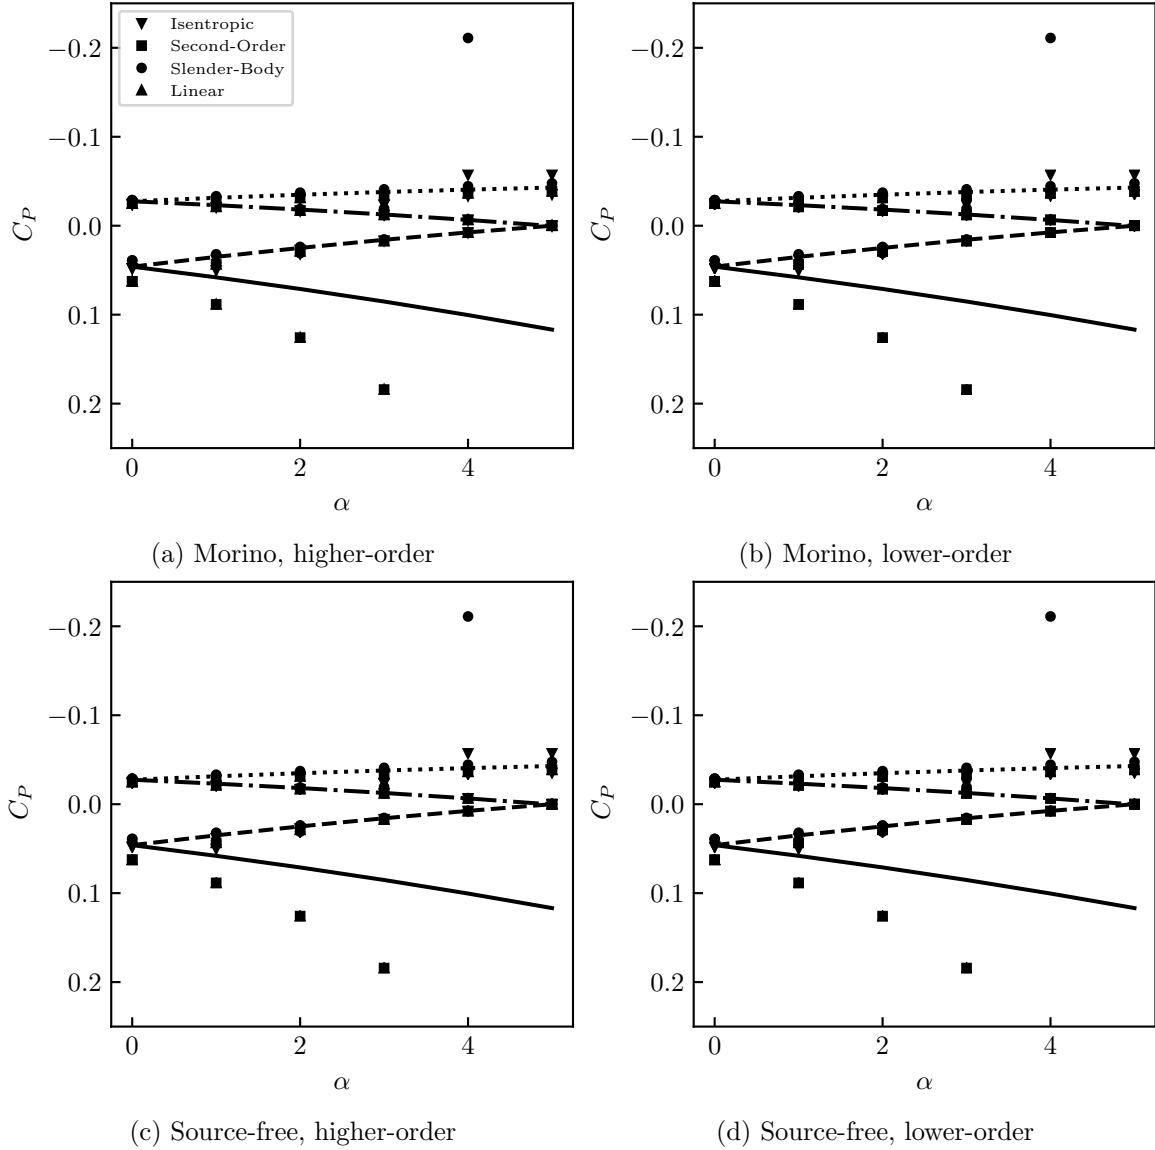 Isentropic
Second-Order
Slender-Body
Linear
−0.2
−0.1
0.0
0.1
0.2
C_P
0
2
4
α
(a) Morino, higher-order
−0.2
−0.1
0.0
0.1
0.2
C_P
0
2
4
α
(b) Morino, lower-order
−0.2
−0.1
0.0
0.1
0.2
C_P
0
2
4
α
(c) Source-free, higher-order
−0.2
−0.1
0.0
0.1
0.2
C_P
0
2
4
α
(d) Source-free, lower-order